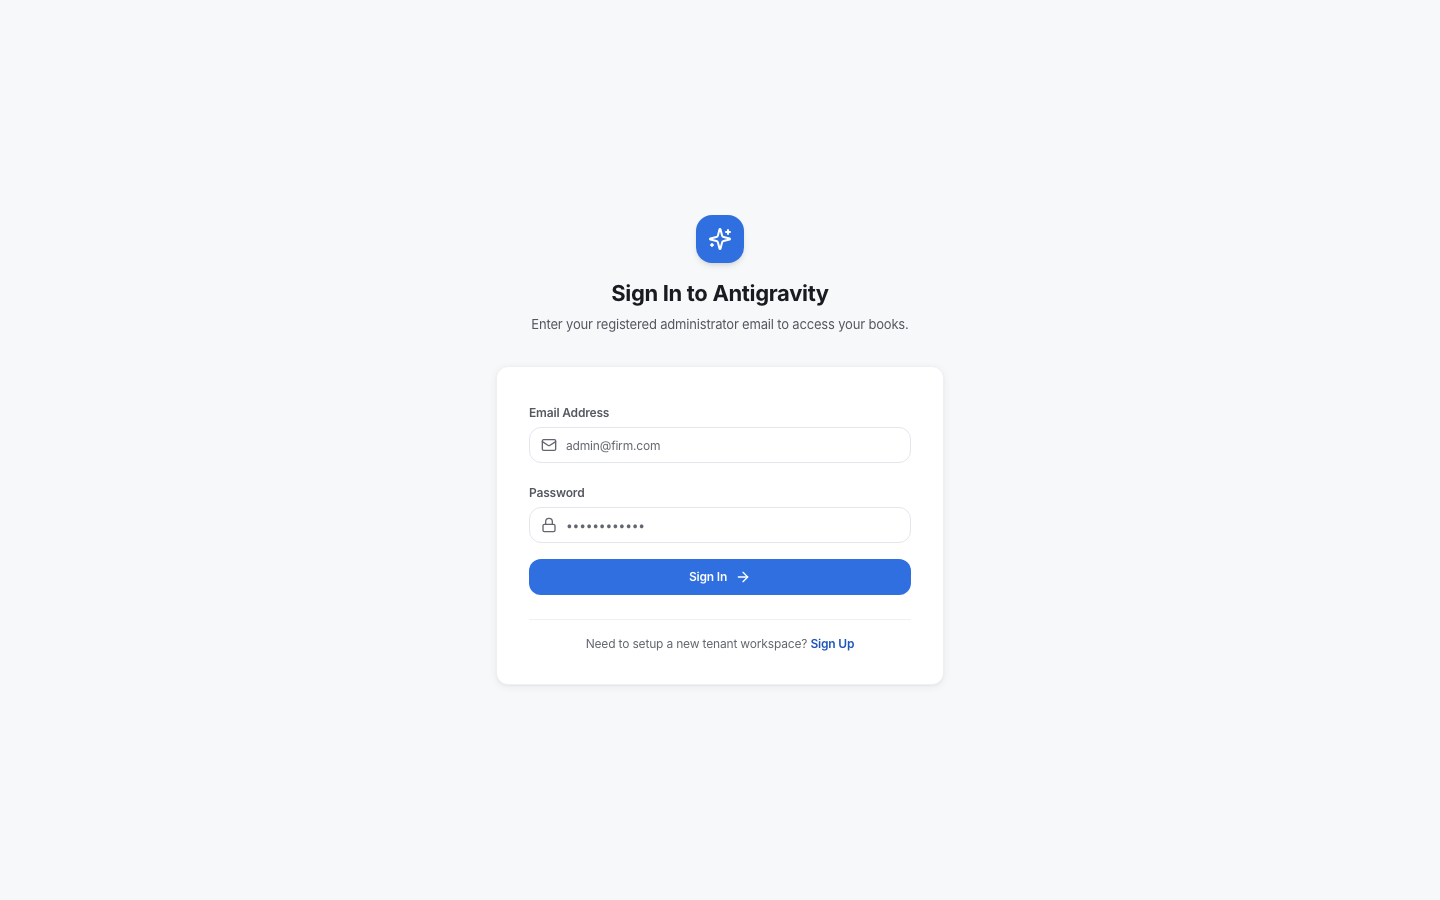 Sign In to Antigravity
Enter your registered administrator email to access your books.
Email Address
admin@firm.com
Password
••••••••••••
Sign In
Need to setup a new tenant workspace? Sign Up